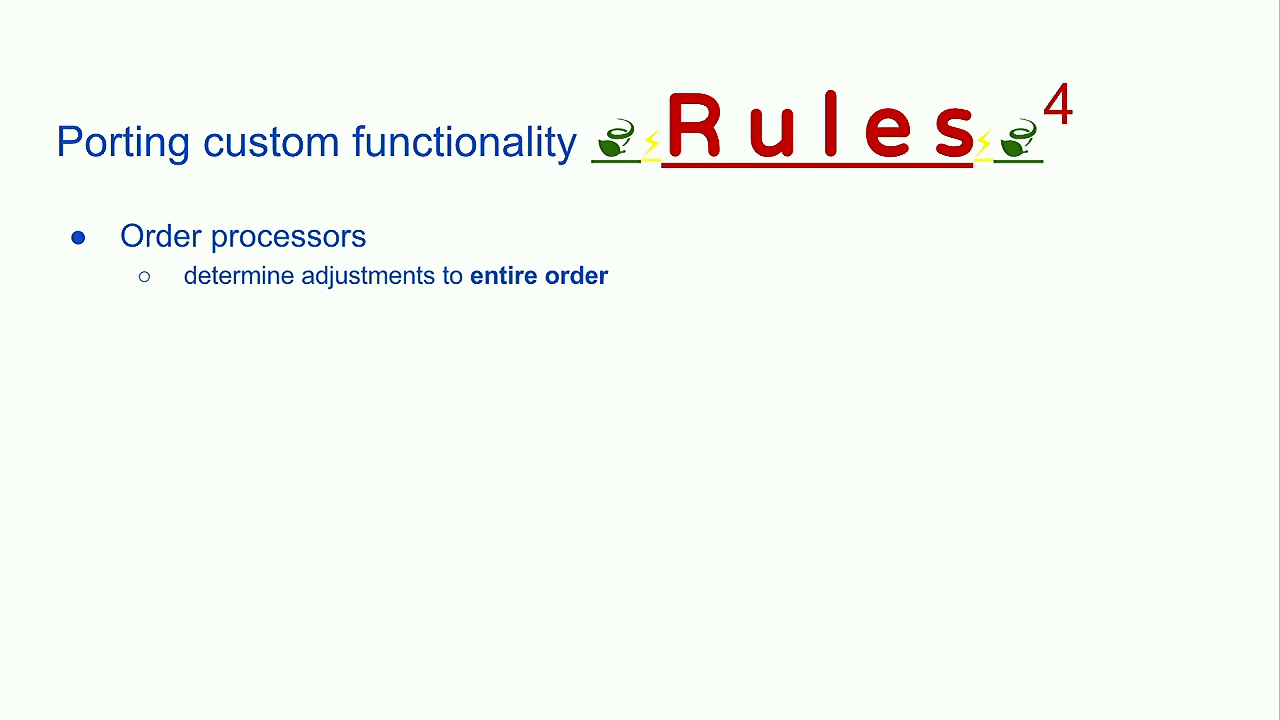 Porting custom functionality ⚡Rules⚡4
● Order processors
○ determine adjustments to entire order